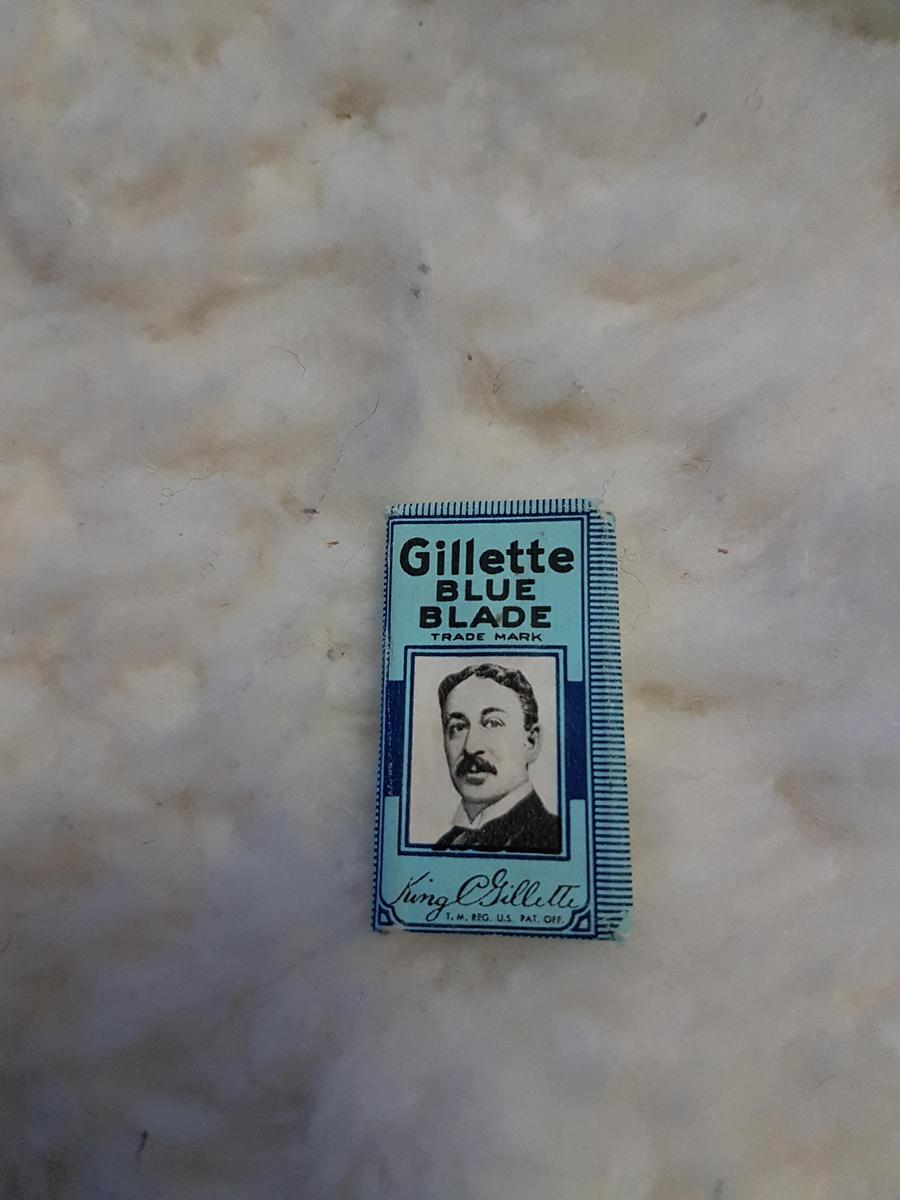 Gillette
BLUE
BLADE
TRADE MARK
King C Gillette
T. M. REG. U.S. PAT. OFF.